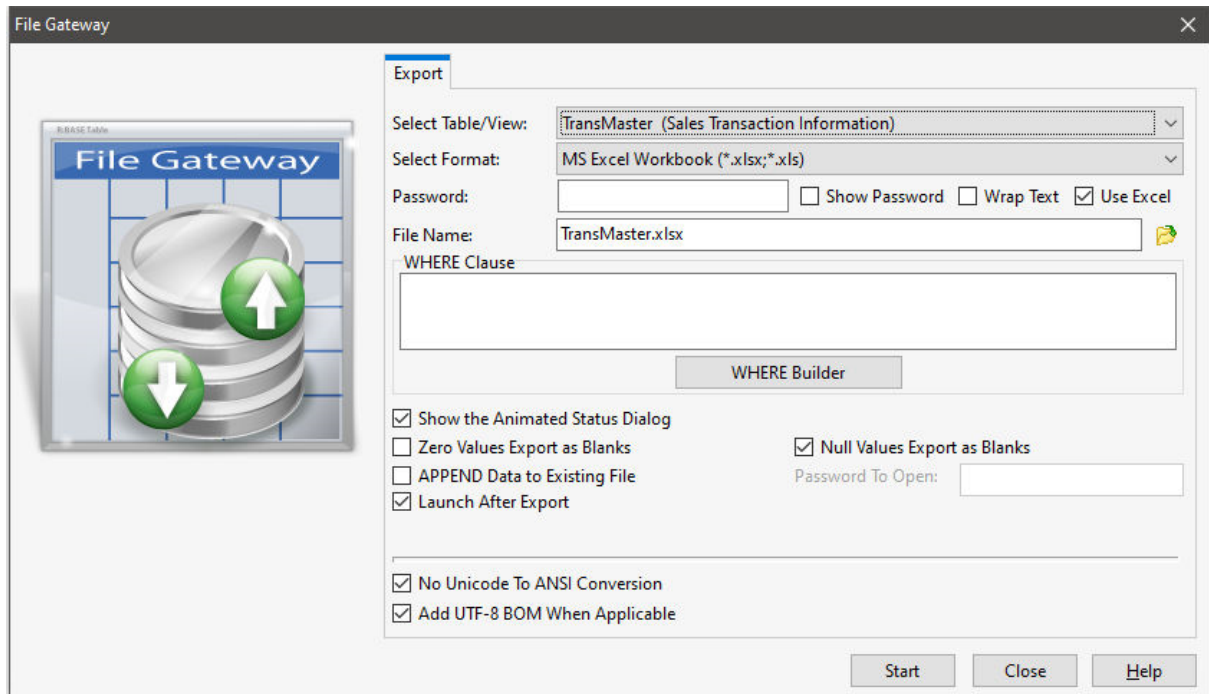 File Gateway
Export
R:BASE Table
File Gateway
Select Table/View: TransMaster (Sales Transaction Information)
Select Format: MS Excel Workbook (*.xlsx;*.xls)
Password: Show Password Wrap Text Use Excel
File Name: TransMaster.xlsx
WHERE Clause
WHERE Builder
Show the Animated Status Dialog
Zero Values Export as Blanks Null Values Export as Blanks
APPEND Data to Existing File Password To Open:
Launch After Export
No Unicode To ANSI Conversion
Add UTF-8 BOM When Applicable
Start Close Help